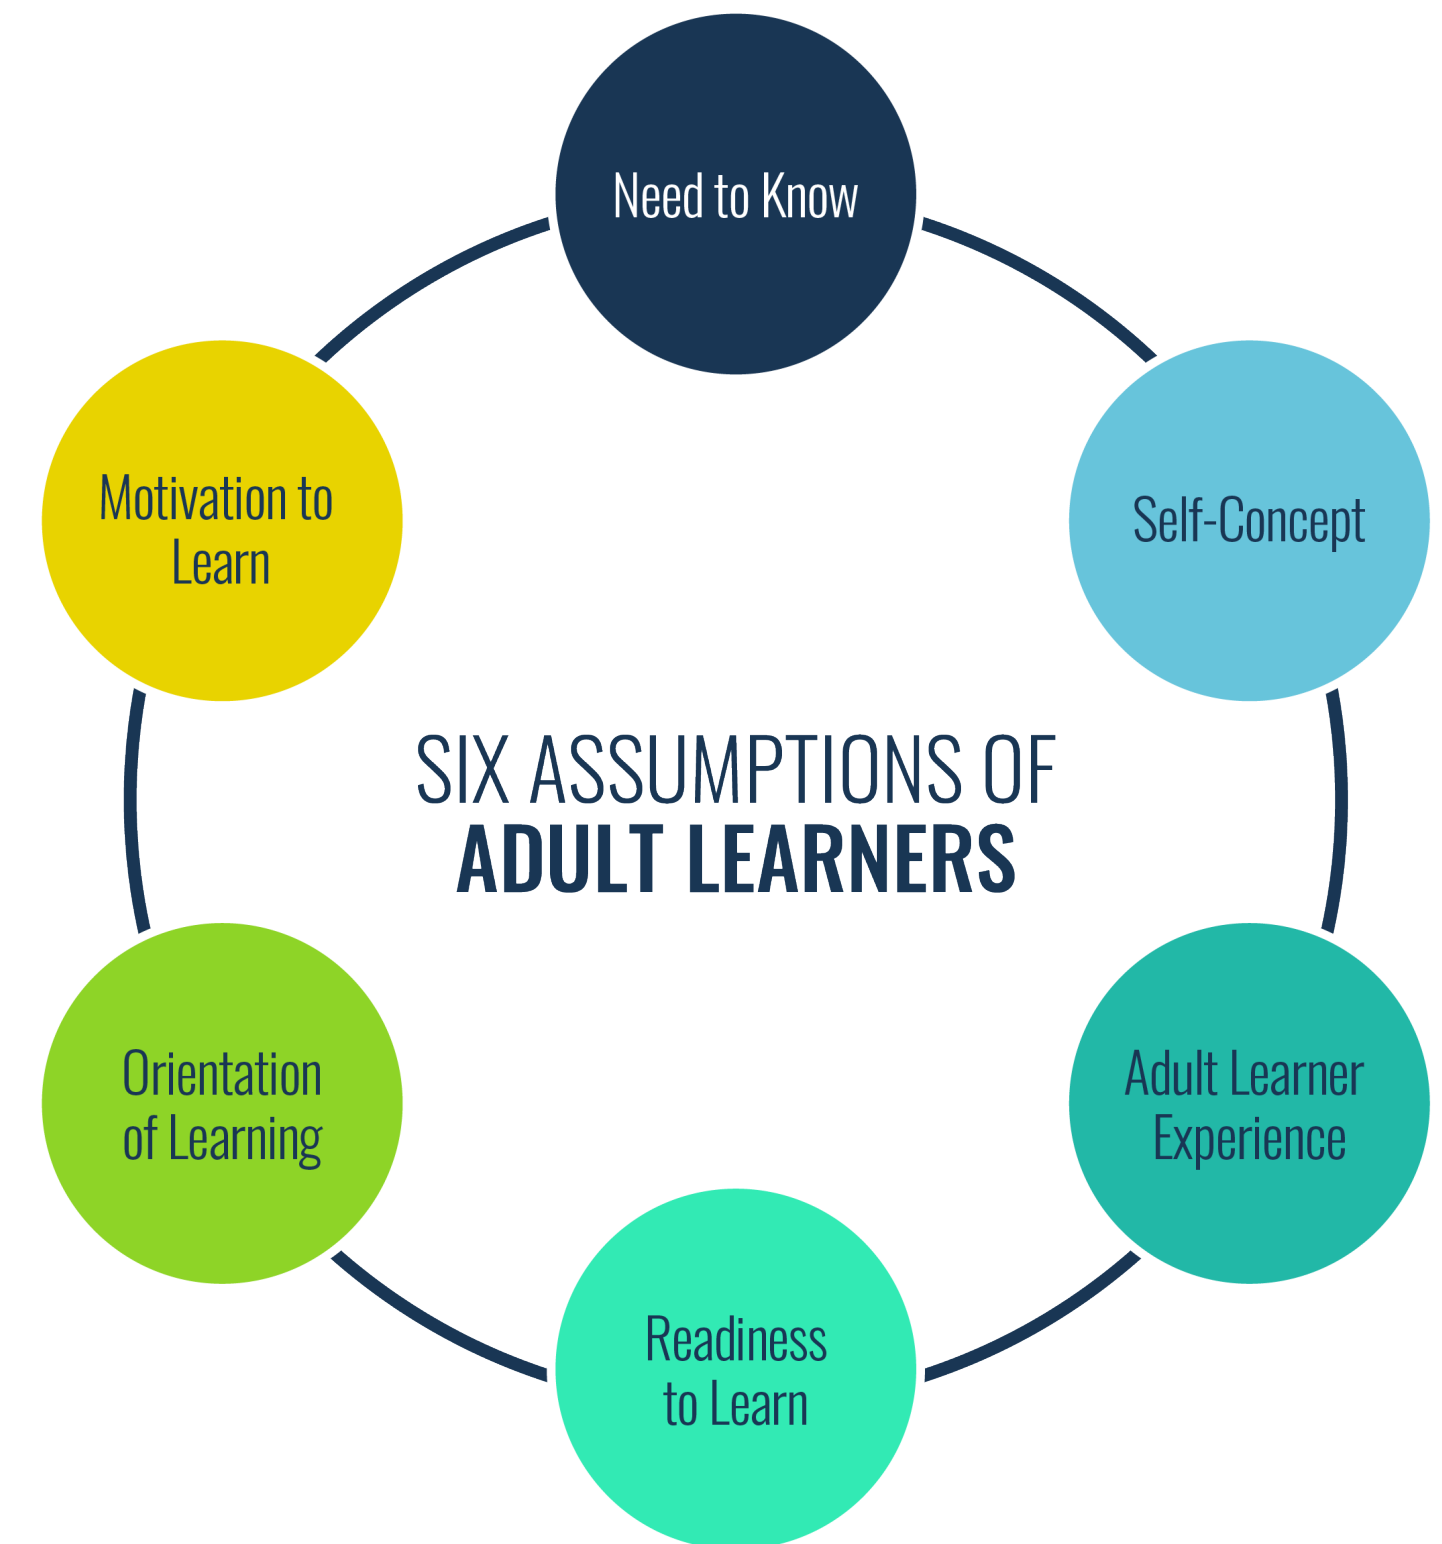 Need to Know
Self-Concept
Motivation to
Learn
SIX ASSUMPTIONS OF
ADULT LEARNERS
Adult Learner
Experience
Orientation
of Learning
Readiness
to Learn